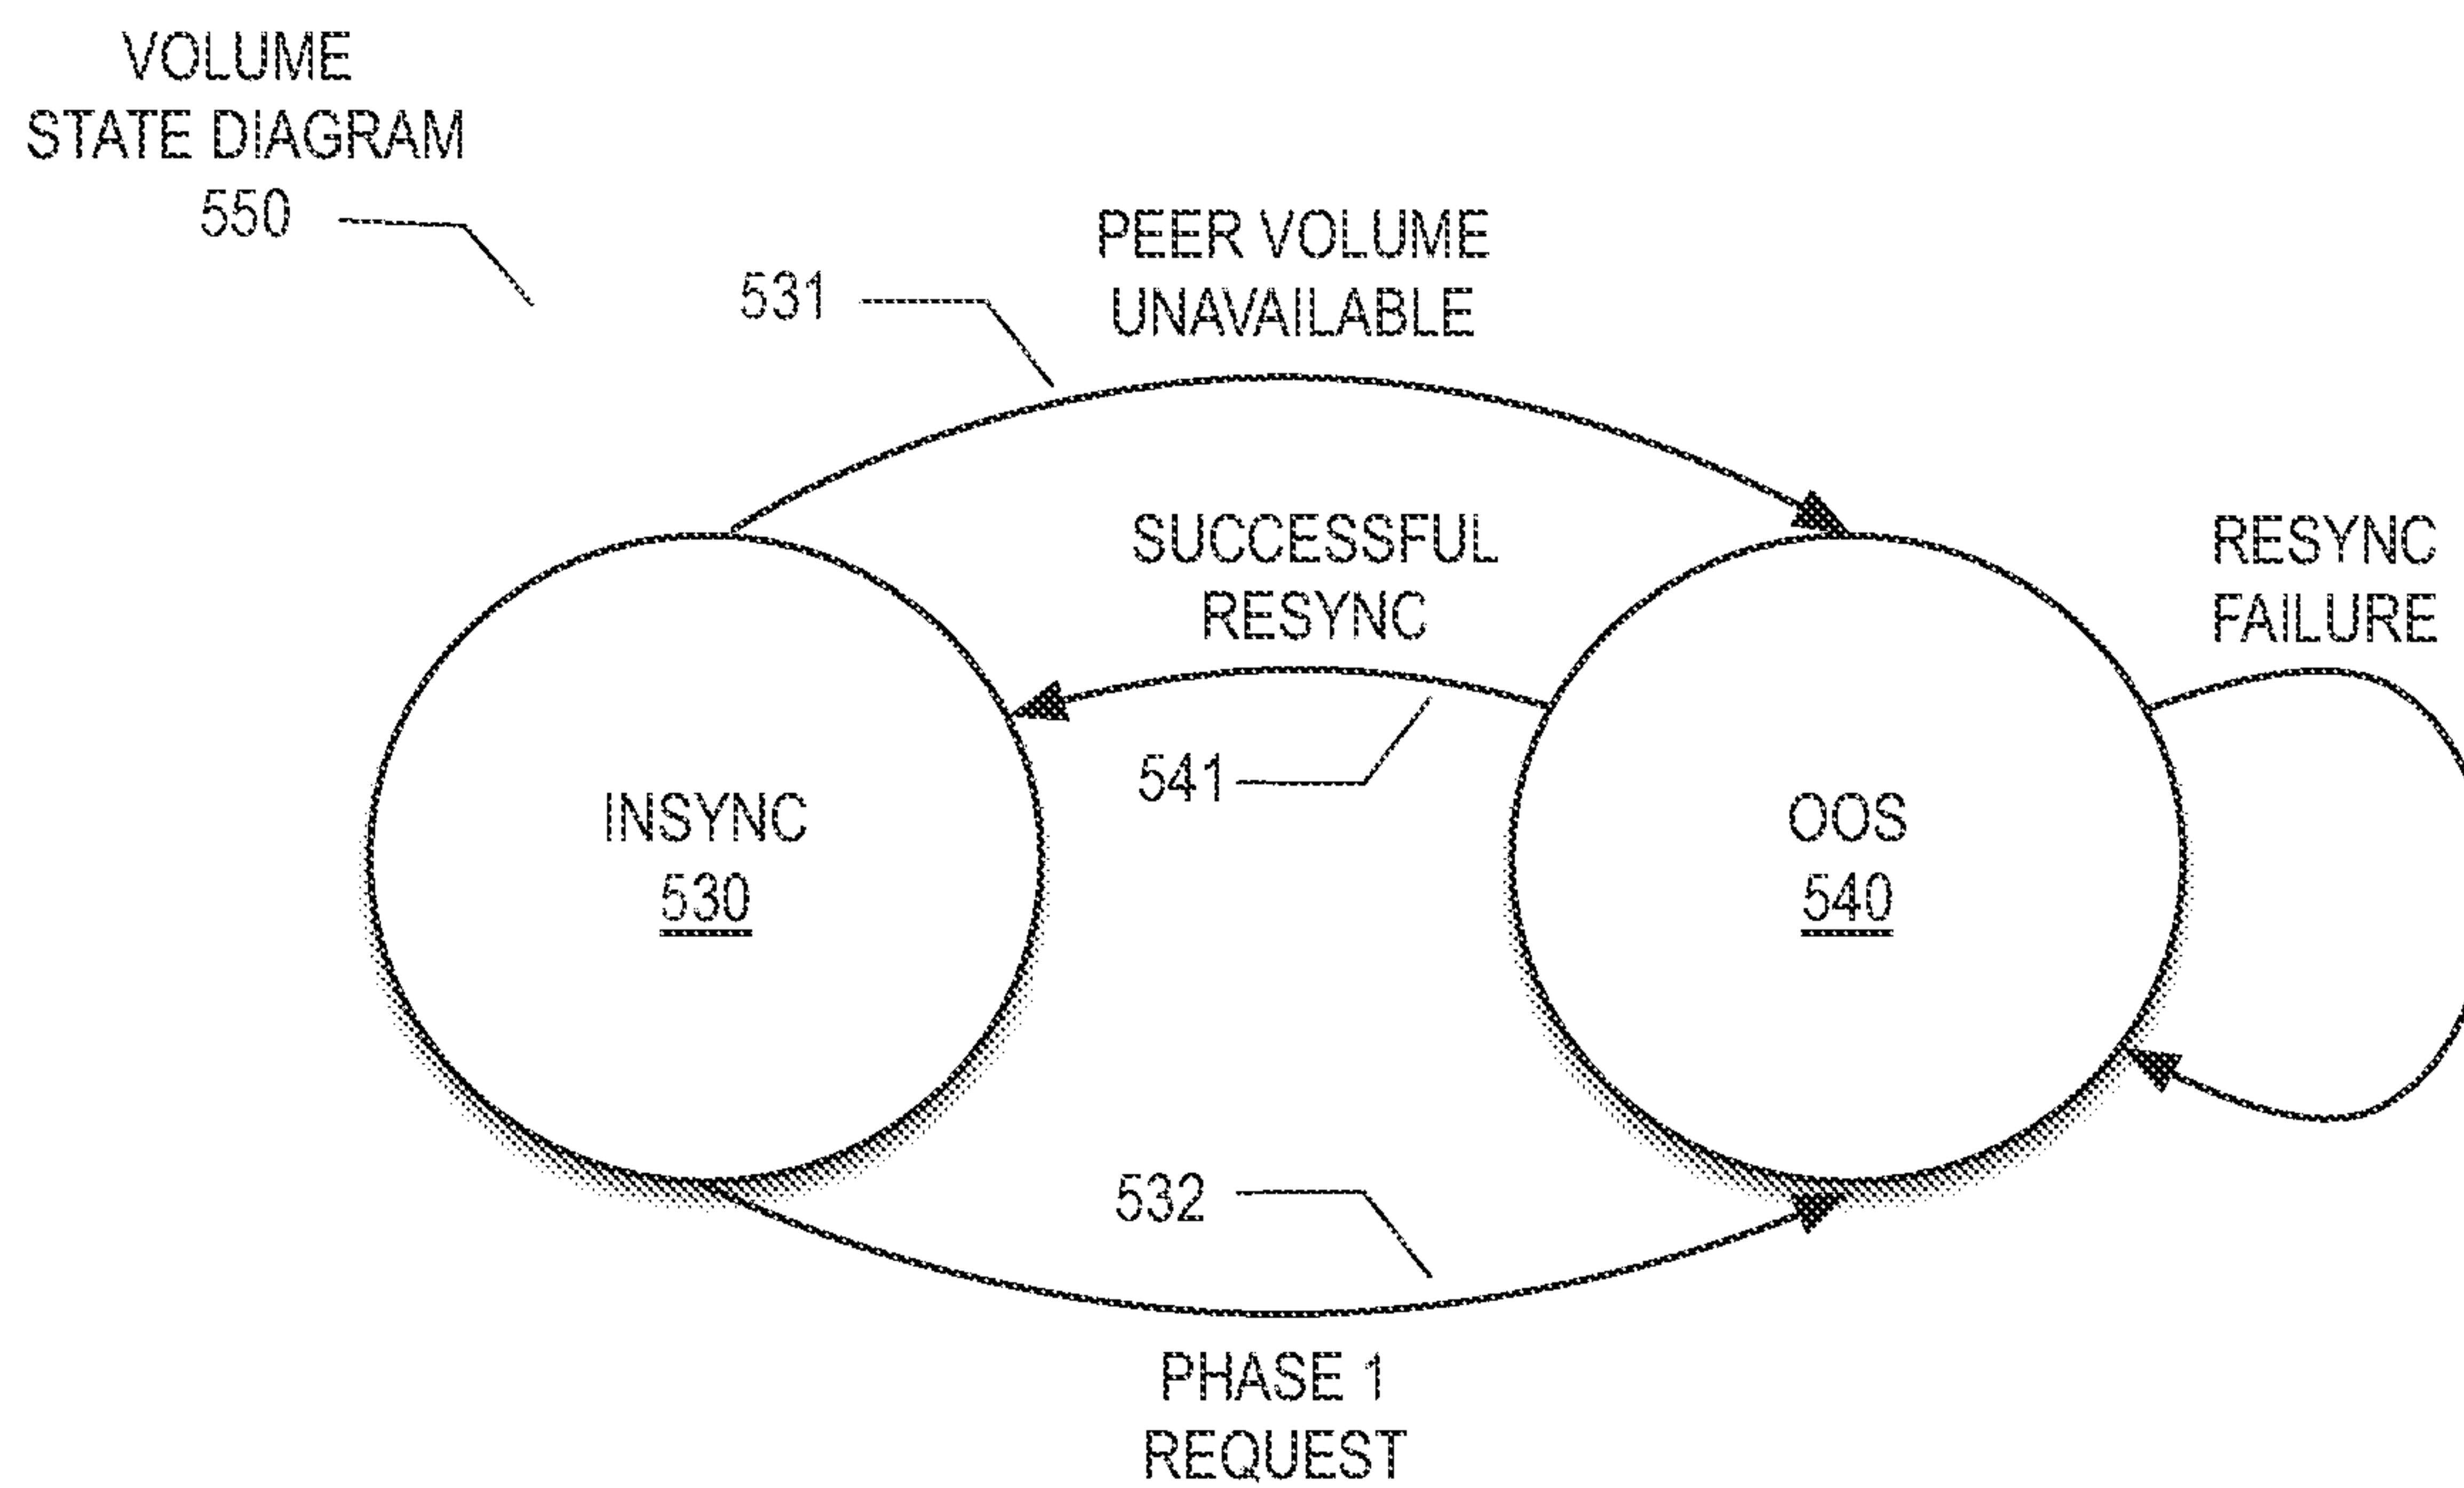 VOLUME
STATE DIAGRAM
550
531
PEER VOLUME
UNAVAILABLE
SUCCESSFUL
RESYNC
541
RESYNC
FAILURE
INSYNC
530
OOS
540
532
PHASE 1
REQUEST